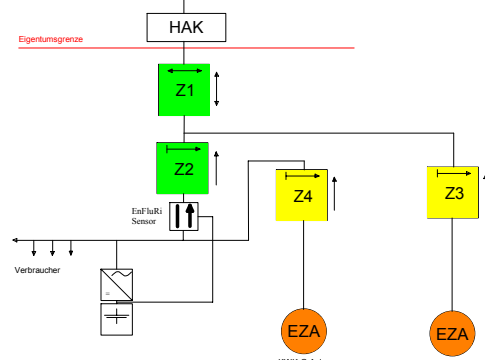 HAK
Eigentumsgrenze
Z1
Z2
Z4
Z3
EnFluRi
Sensor
Verbraucher
=
EZA
EZA